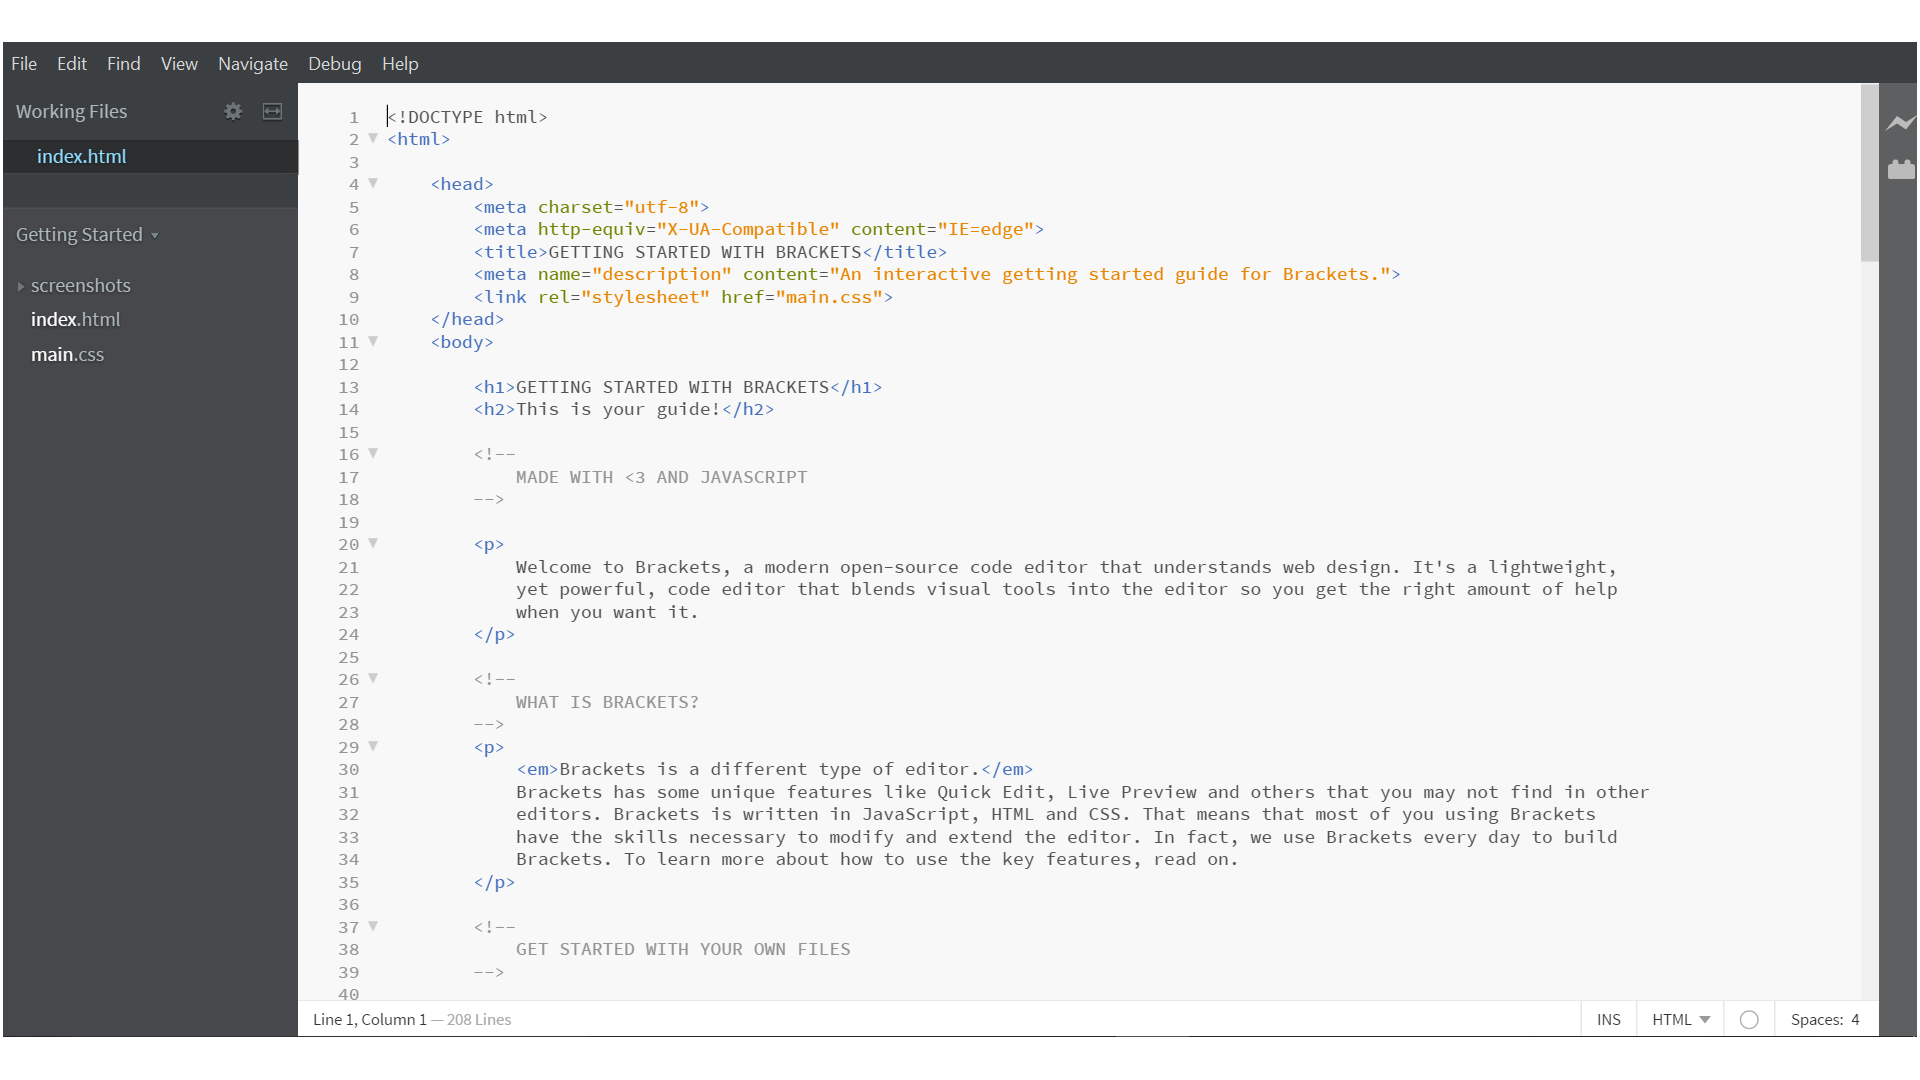 File Edit Find View Navigate Debug Help
Working Files
index.html
Getting Started
screenshots
index.html
main.css
1 <!DOCTYPE html>
2 <html>
3
4 <head>
5 <meta charset="utf-8">
6 <meta http-equiv="X-UA-Compatible" content="IE=edge">
7 <title>GETTING STARTED WITH BRACKETS</title>
8 <meta name="description" content="An interactive getting started guide for Brackets.">
9 <link rel="stylesheet" href="main.css">
10 </head>
11 <body>
12
13 <h1>GETTING STARTED WITH BRACKETS</h1>
14 <h2>This is your guide!</h2>
15
16 <!--
17 MADE WITH <3 AND JAVASCRIPT
18 -->
19
20 <p>
21 Welcome to Brackets, a modern open-source code editor that understands web design. It's a lightweight,
22 yet powerful, code editor that blends visual tools into the editor so you get the right amount of help
23 when you want it.
24 </p>
25
26 <!--
27 WHAT IS BRACKETS?
28 -->
29 <p>
30 <em>Brackets is a different type of editor.</em>
31 Brackets has some unique features like Quick Edit, Live Preview and others that you may not find in other
32 editors. Brackets is written in JavaScript, HTML and CSS. That means that most of you using Brackets
33 have the skills necessary to modify and extend the editor. In fact, we use Brackets every day to build
34 Brackets. To learn more about how to use the key features, read on.
35 </p>
36
37 <!--
38 GET STARTED WITH YOUR OWN FILES
39 -->
40
Line 1, Column 1 — 208 Lines
INS HTML Spaces: 4